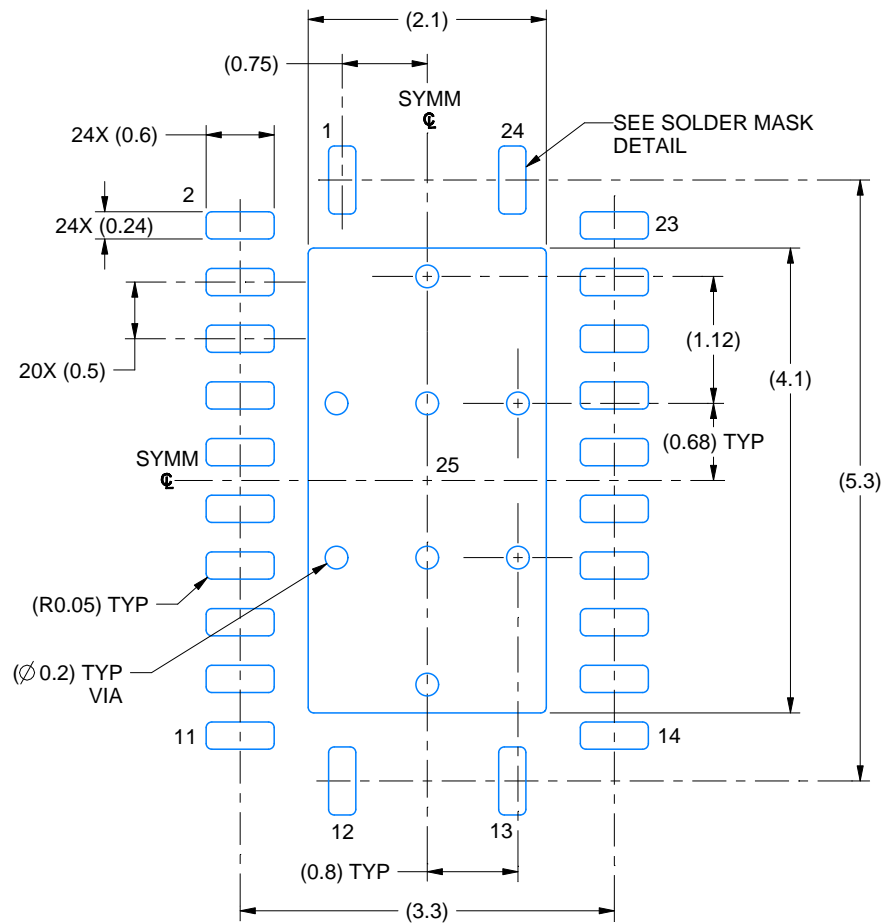 (2.1)
(0.75)
SYMM
℄
1
24
SEE SOLDER MASK
DETAIL
24X (0.6)
2
24X (0.24)
23
20X (0.5)
(1.12)
(4.1)
(0.68) TYP
SYMM
℄
25
(5.3)
(R0.05) TYP
(∅0.2) TYP
VIA
11
14
12
13
(0.8) TYP
(3.3)